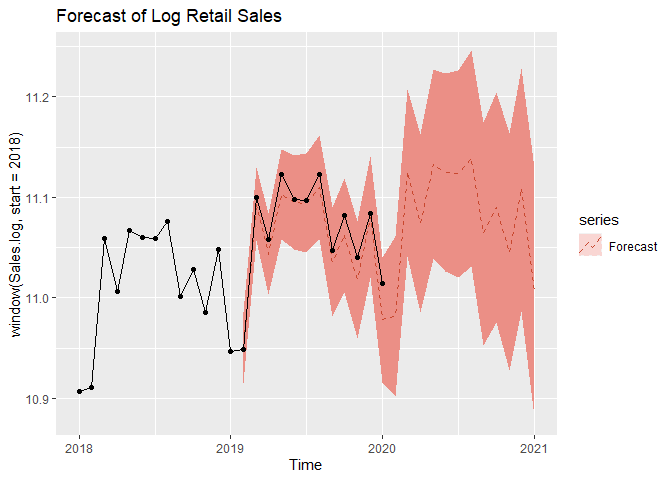 Forecast of Log Retail Sales
window(Sales.log, start = 2018)
11.2
11.1
11.0
10.9
2018
2019
2020
2021
Time
series
Forecast